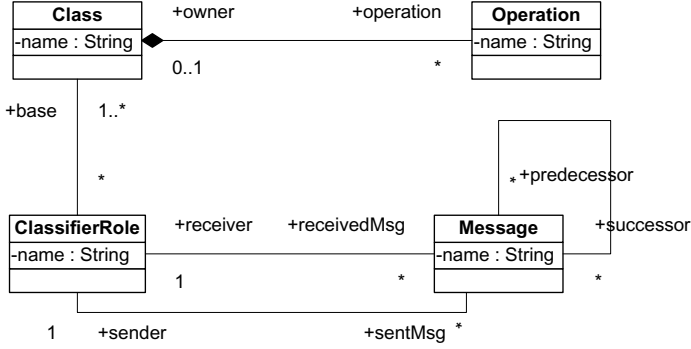 Class +owner +operation Operation
-name : String -name : String
0..1 *
+base 1..*
* * +predecessor
ClassifierRole +receiver +receivedMsg Message +successor
-name : String -name : String
1 * *
1 +sender +sentMsg *